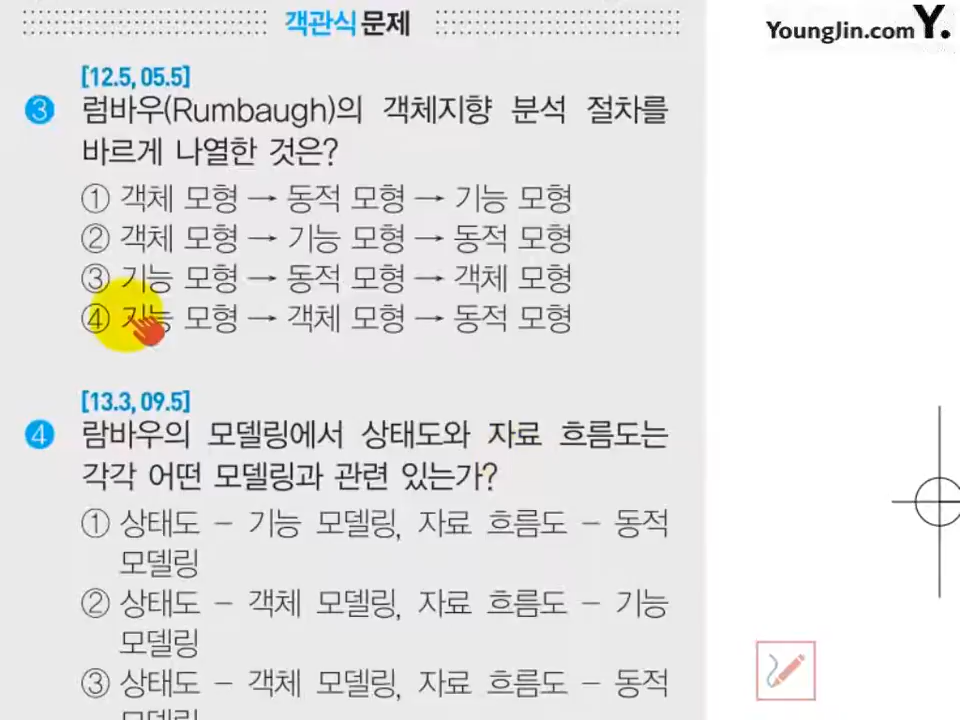 객관식 문제
YoungJin.com Y.
[12.5, 05.5]
3 럼바우(Rumbaugh)의 객체지향 분석 절차를
바르게 나열한 것은?
① 객체 모형 → 동적 모형 → 기능 모형
② 객체 모형 → 기능 모형 → 동적 모형
③ 기능 모형 → 동적 모형 → 객체 모형
④ 기능 모형 → 객체 모형 → 동적 모형
[13.3, 09.5]
4 람바우의 모델링에서 상태도와 자료 흐름도는
각각 어떤 모델링과 관련 있는가?
① 상태도 – 기능 모델링, 자료 흐름도 – 동적
모델링
② 상태도 – 객체 모델링, 자료 흐름도 – 기능
모델링
③ 상태도 – 객체 모델링, 자료 흐름도 – 동적
모델링